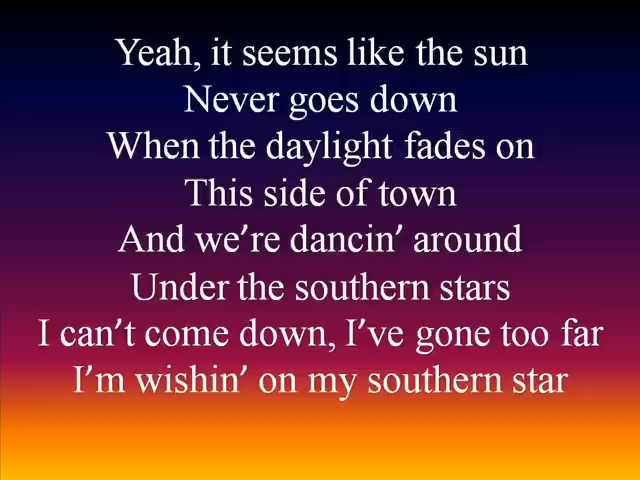 Yeah, it seems like the sun
Never goes down
When the daylight fades on
This side of town
And we’re dancin’ around
Under the southern stars
I can’t come down, I’ve gone too far
I’m wishin’ on my southern star